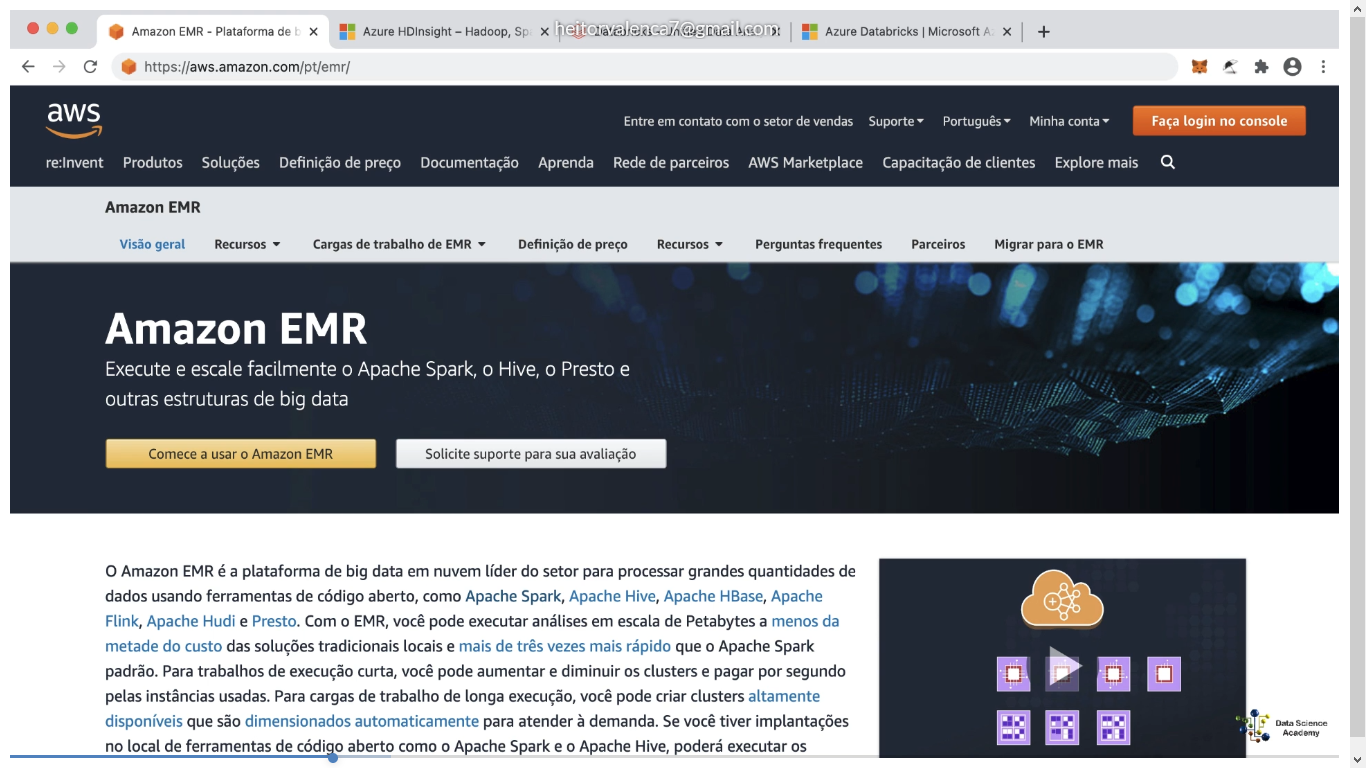 Amazon EMR - Plataforma de b
Azure HDInsight – Hadoop, Sp
heitorvalenca7@gmail.com
Azure Databricks | Microsoft A
https://aws.amazon.com/pt/emr/
aws
Entre em contato com o setor de vendas Suporte Português Minha conta Faça login no console
re:Invent Produtos Soluções Definição de preço Documentação Aprenda Rede de parceiros AWS Marketplace Capacitação de clientes Explore mais
Amazon EMR
Visão geral Recursos Cargas de trabalho de EMR Definição de preço Recursos Perguntas frequentes Parceiros Migrar para o EMR
Amazon EMR
Execute e escale facilmente o Apache Spark, o Hive, o Presto e
outras estruturas de big data
Comece a usar o Amazon EMR Solicite suporte para sua avaliação
O Amazon EMR é a plataforma de big data em nuvem líder do setor para processar grandes quantidades de
dados usando ferramentas de código aberto, como Apache Spark, Apache Hive, Apache HBase, Apache
Flink, Apache Hudi e Presto. Com o EMR, você pode executar análises em escala de Petabytes a menos da
metade do custo das soluções tradicionais locais e mais de três vezes mais rápido que o Apache Spark
padrão. Para trabalhos de execução curta, você pode aumentar e diminuir os clusters e pagar por segundo
pelas instâncias usadas. Para cargas de trabalho de longa execução, você pode criar clusters altamente
disponíveis que são dimensionados automaticamente para atender à demanda. Se você tiver implantações
no local de ferramentas de código aberto como o Apache Spark e o Apache Hive, poderá executar os
Data Science
Academy